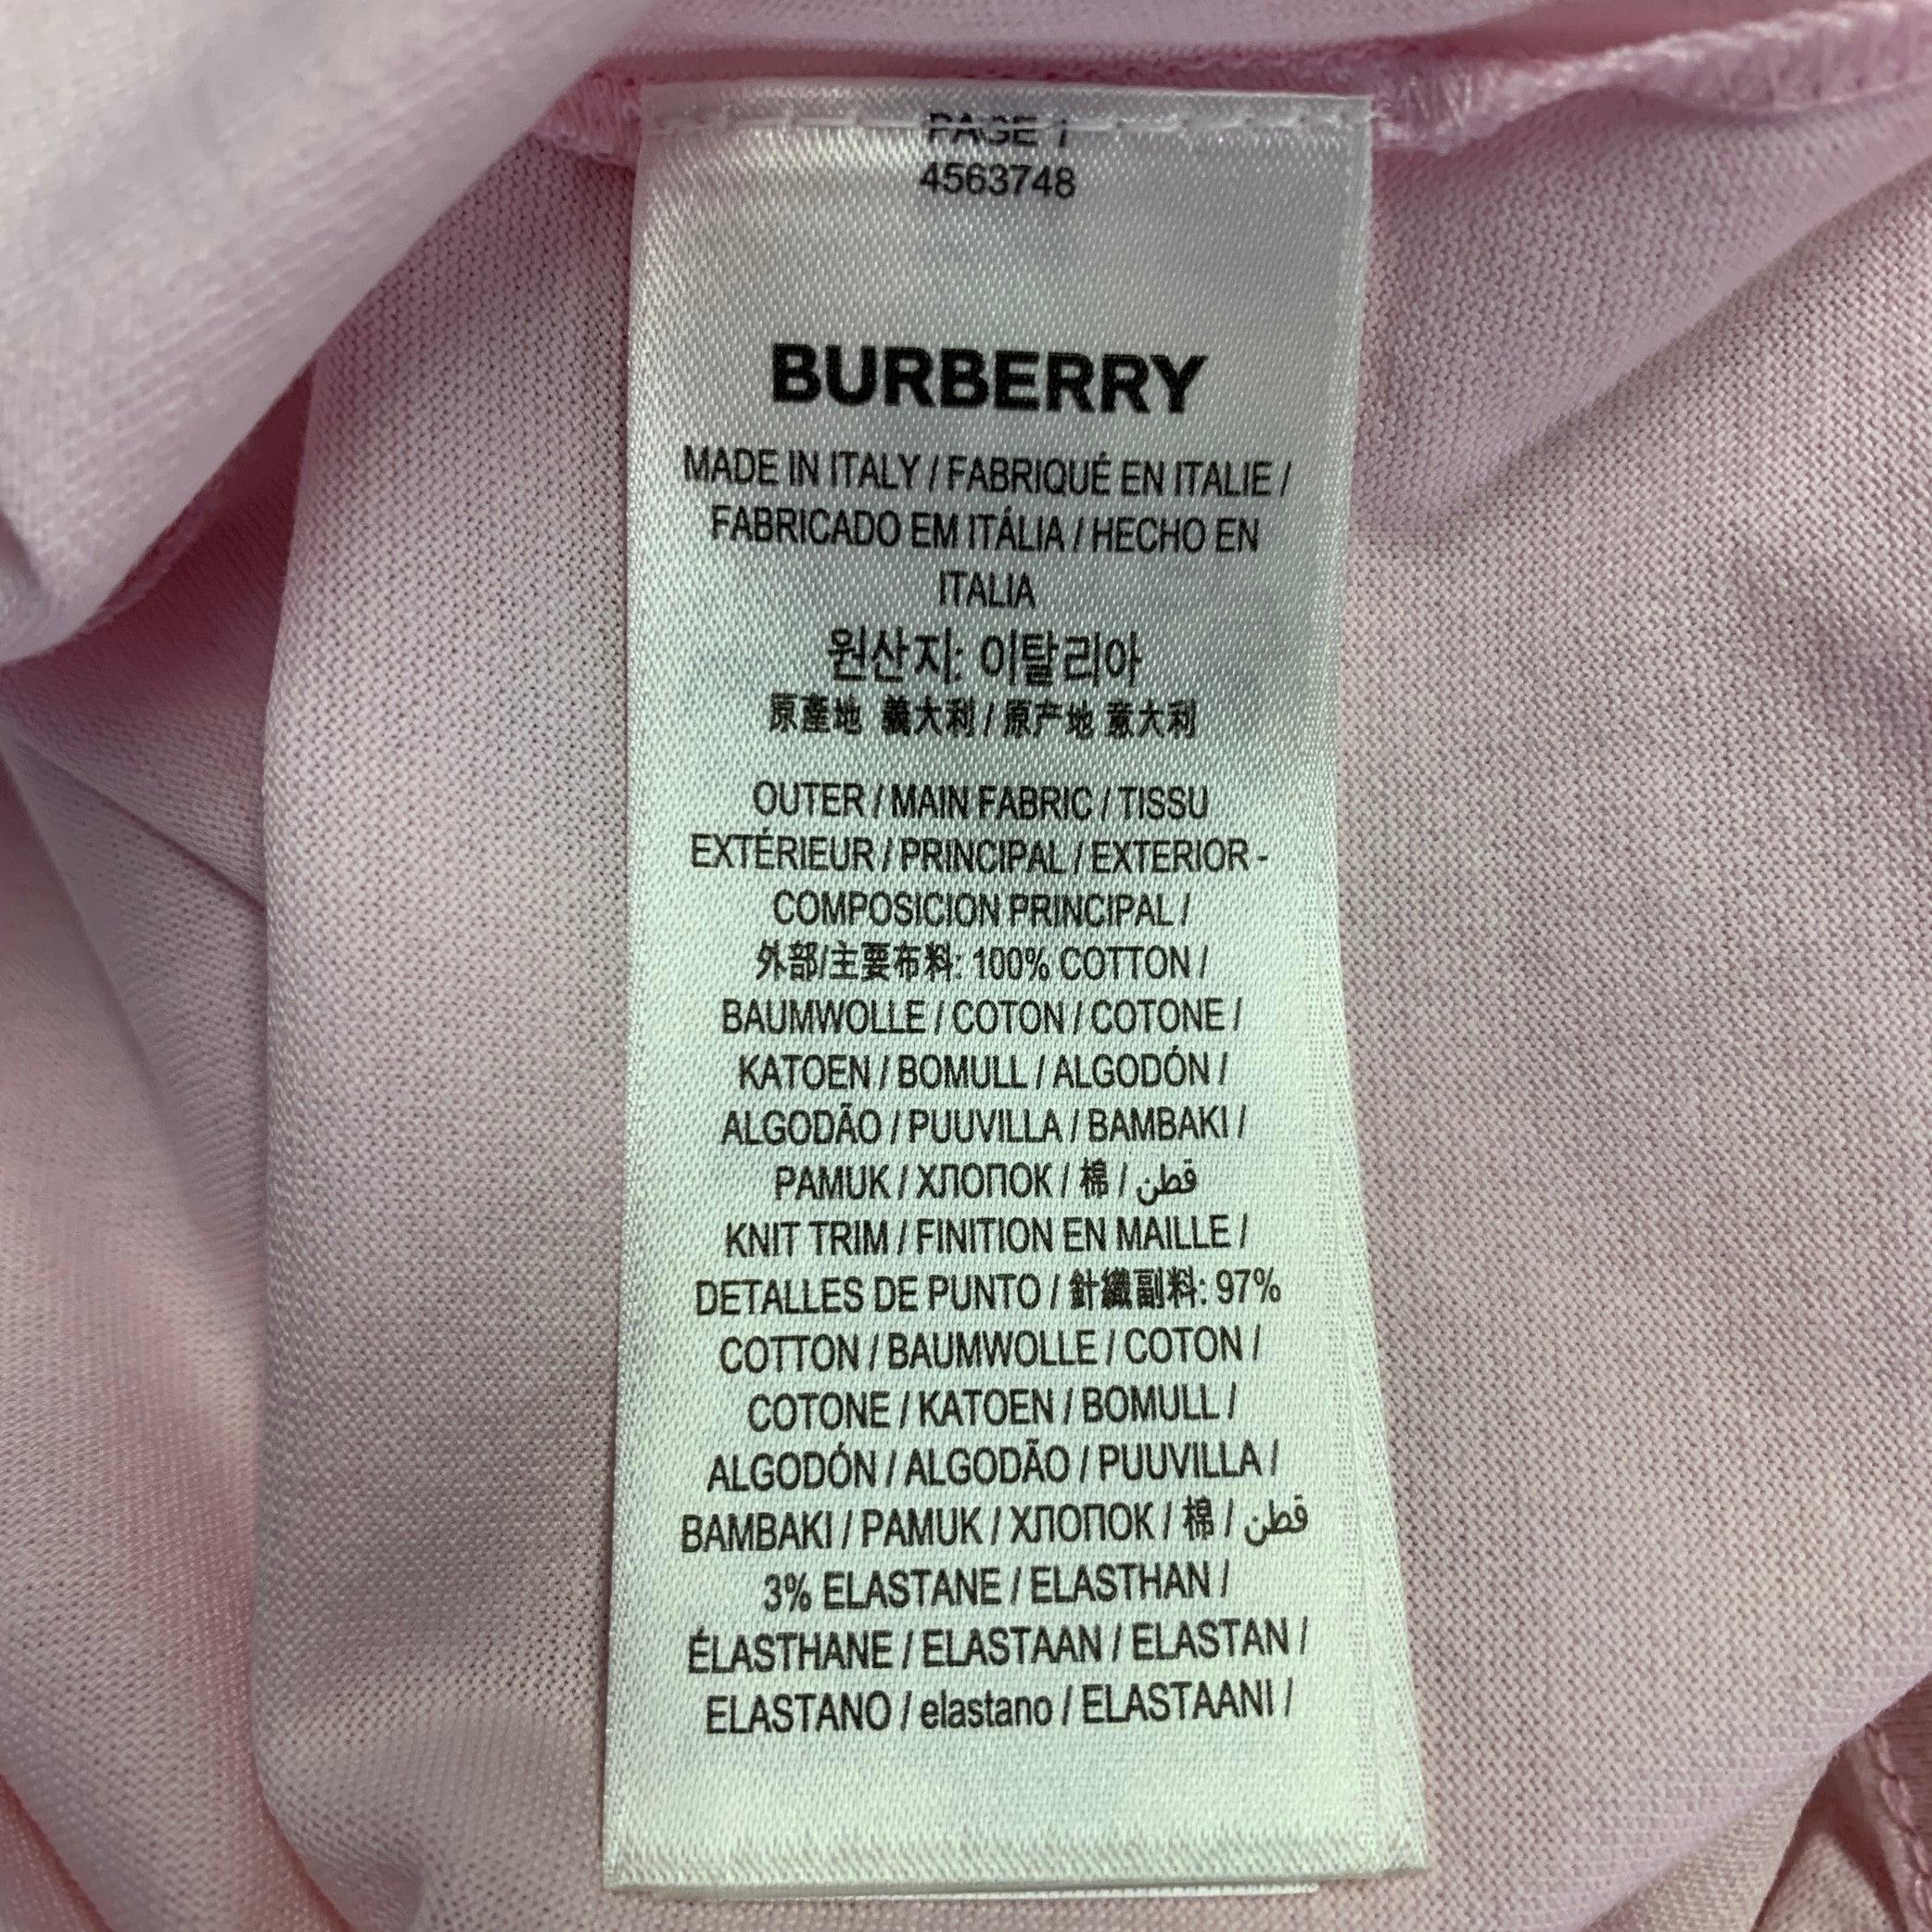 PAGE 1
4563748
BURBERRY
MADE IN ITALY / FABRIQUÉ EN ITALIE /
FABRICADO EM ITÁLIA / HECHO EN
ITALIA
원산지: 이탈리아
原產地 義大利 / 原产地 意大利
OUTER / MAIN FABRIC / TISSU
EXTÉRIEUR / PRINCIPAL / EXTERIOR -
COMPOSICION PRINCIPAL /
外部/主要布料: 100% COTTON /
BAUMWOLLE / COTON / COTONE /
KATOEN / BOMULL / ALGODÓN /
ALGODÃO / PUUVILLA / BAMBAKI /
PAMUK / ХЛОПОК / 棉 / قطن
KNIT TRIM / FINITION EN MAILLE /
DETALLES DE PUNTO / 針織副料: 97%
COTTON / BAUMWOLLE / COTON /
COTONE / KATOEN / BOMULL /
ALGODÓN / ALGODÃO / PUUVILLA /
BAMBAKI / PAMUK / ХЛОПОК / 棉 / قطن
3% ELASTANE / ELASTHAN /
ÉLASTHANE / ELASTAAN / ELASTAN /
ELASTANO / elastano / ELASTAANI /